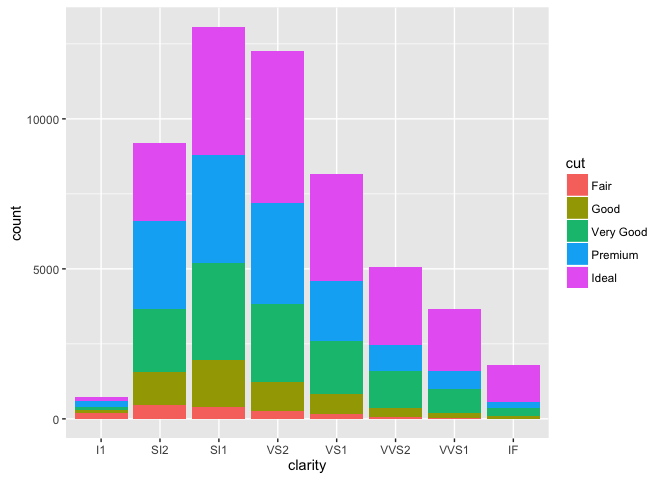 10000
5000
0
count
I1 SI2 SI1 VS2 VS1 VVS2 VVS1 IF
clarity
cut
Fair
Good
Very Good
Premium
Ideal